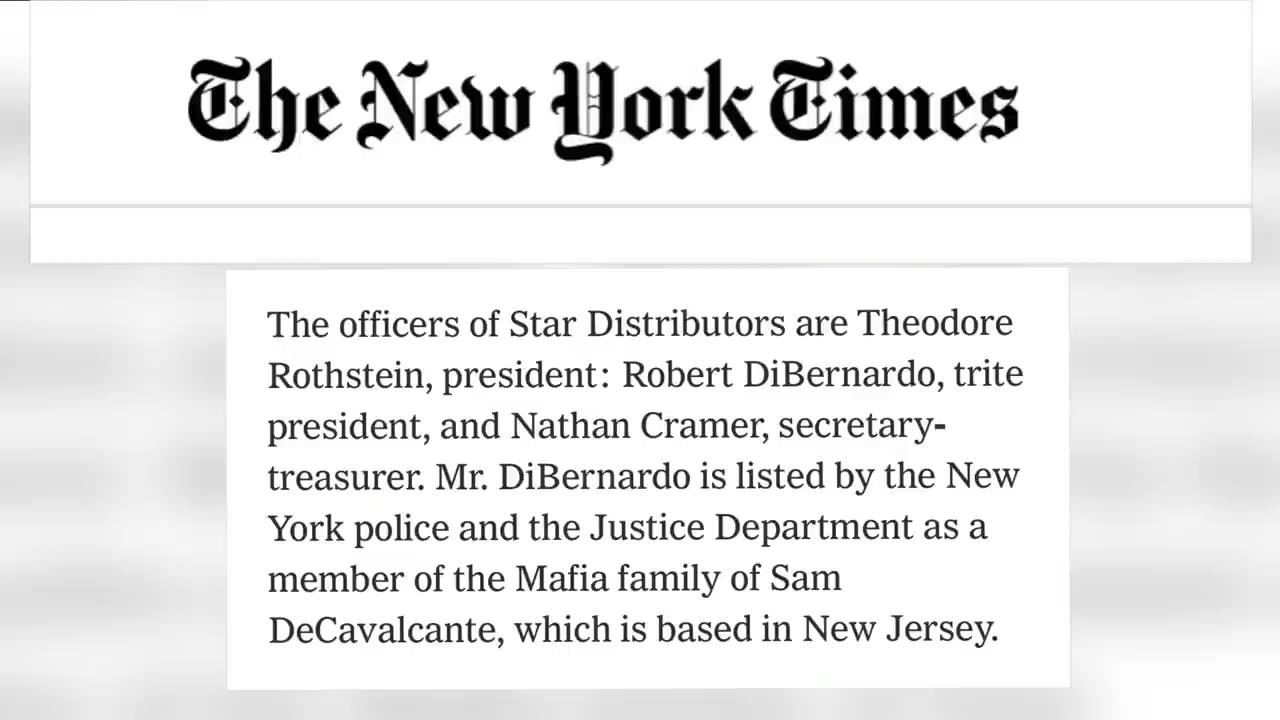 The New York Times
The officers of Star Distributors are Theodore
Rothstein, president: Robert DiBernardo, trite
president, and Nathan Cramer, secretary-
treasurer. Mr. DiBernardo is listed by the New
York police and the Justice Department as a
member of the Mafia family of Sam
DeCavalcante, which is based in New Jersey.